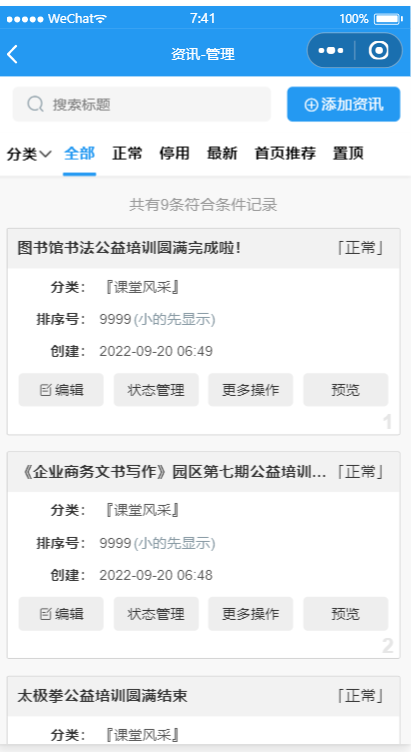 WeChat 7:41 100%
资讯-管理
搜索标题 添加资讯
分类 全部 正常 停用 最新 首页推荐 置顶
共有9条符合条件记录
图书馆书法公益培训圆满完成啦! 「正常」
分类： 『课堂风采』
排序号： 9999 (小的先显示)
创建： 2022-09-20 06:49
编辑 状态管理 更多操作 预览
1
《企业商务文书写作》园区第七期公益培训... 「正常」
分类： 『课堂风采』
排序号： 9999 (小的先显示)
创建： 2022-09-20 06:48
编辑 状态管理 更多操作 预览
2
太极拳公益培训圆满结束 「正常」
分类： 『课堂风采』